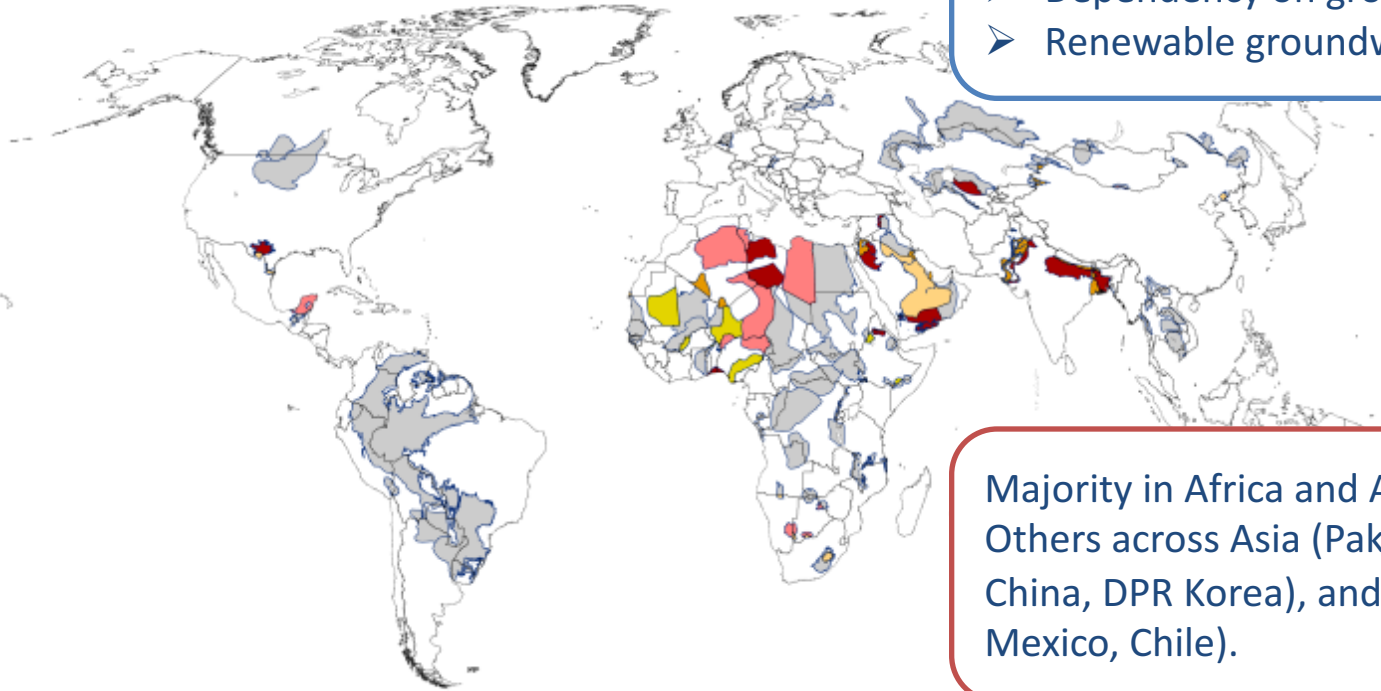 Renewable groundw
Majority in Africa and A
Others across Asia (Pak
China, DPR Korea), and
Mexico, Chile).